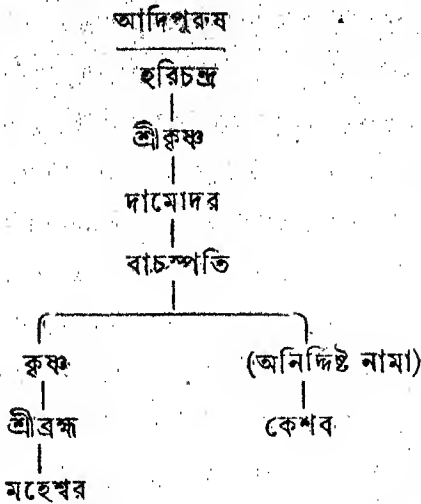 আদিপুরুষ
হরিচন্দ্র
শ্রীকৃষ্ণ
দামোদর
বাচস্পতি
কৃষ্ণ (অনিদ্দিষ্ট নামা)
শ্রীব্রহ্ম কেশব
মহেশ্বর